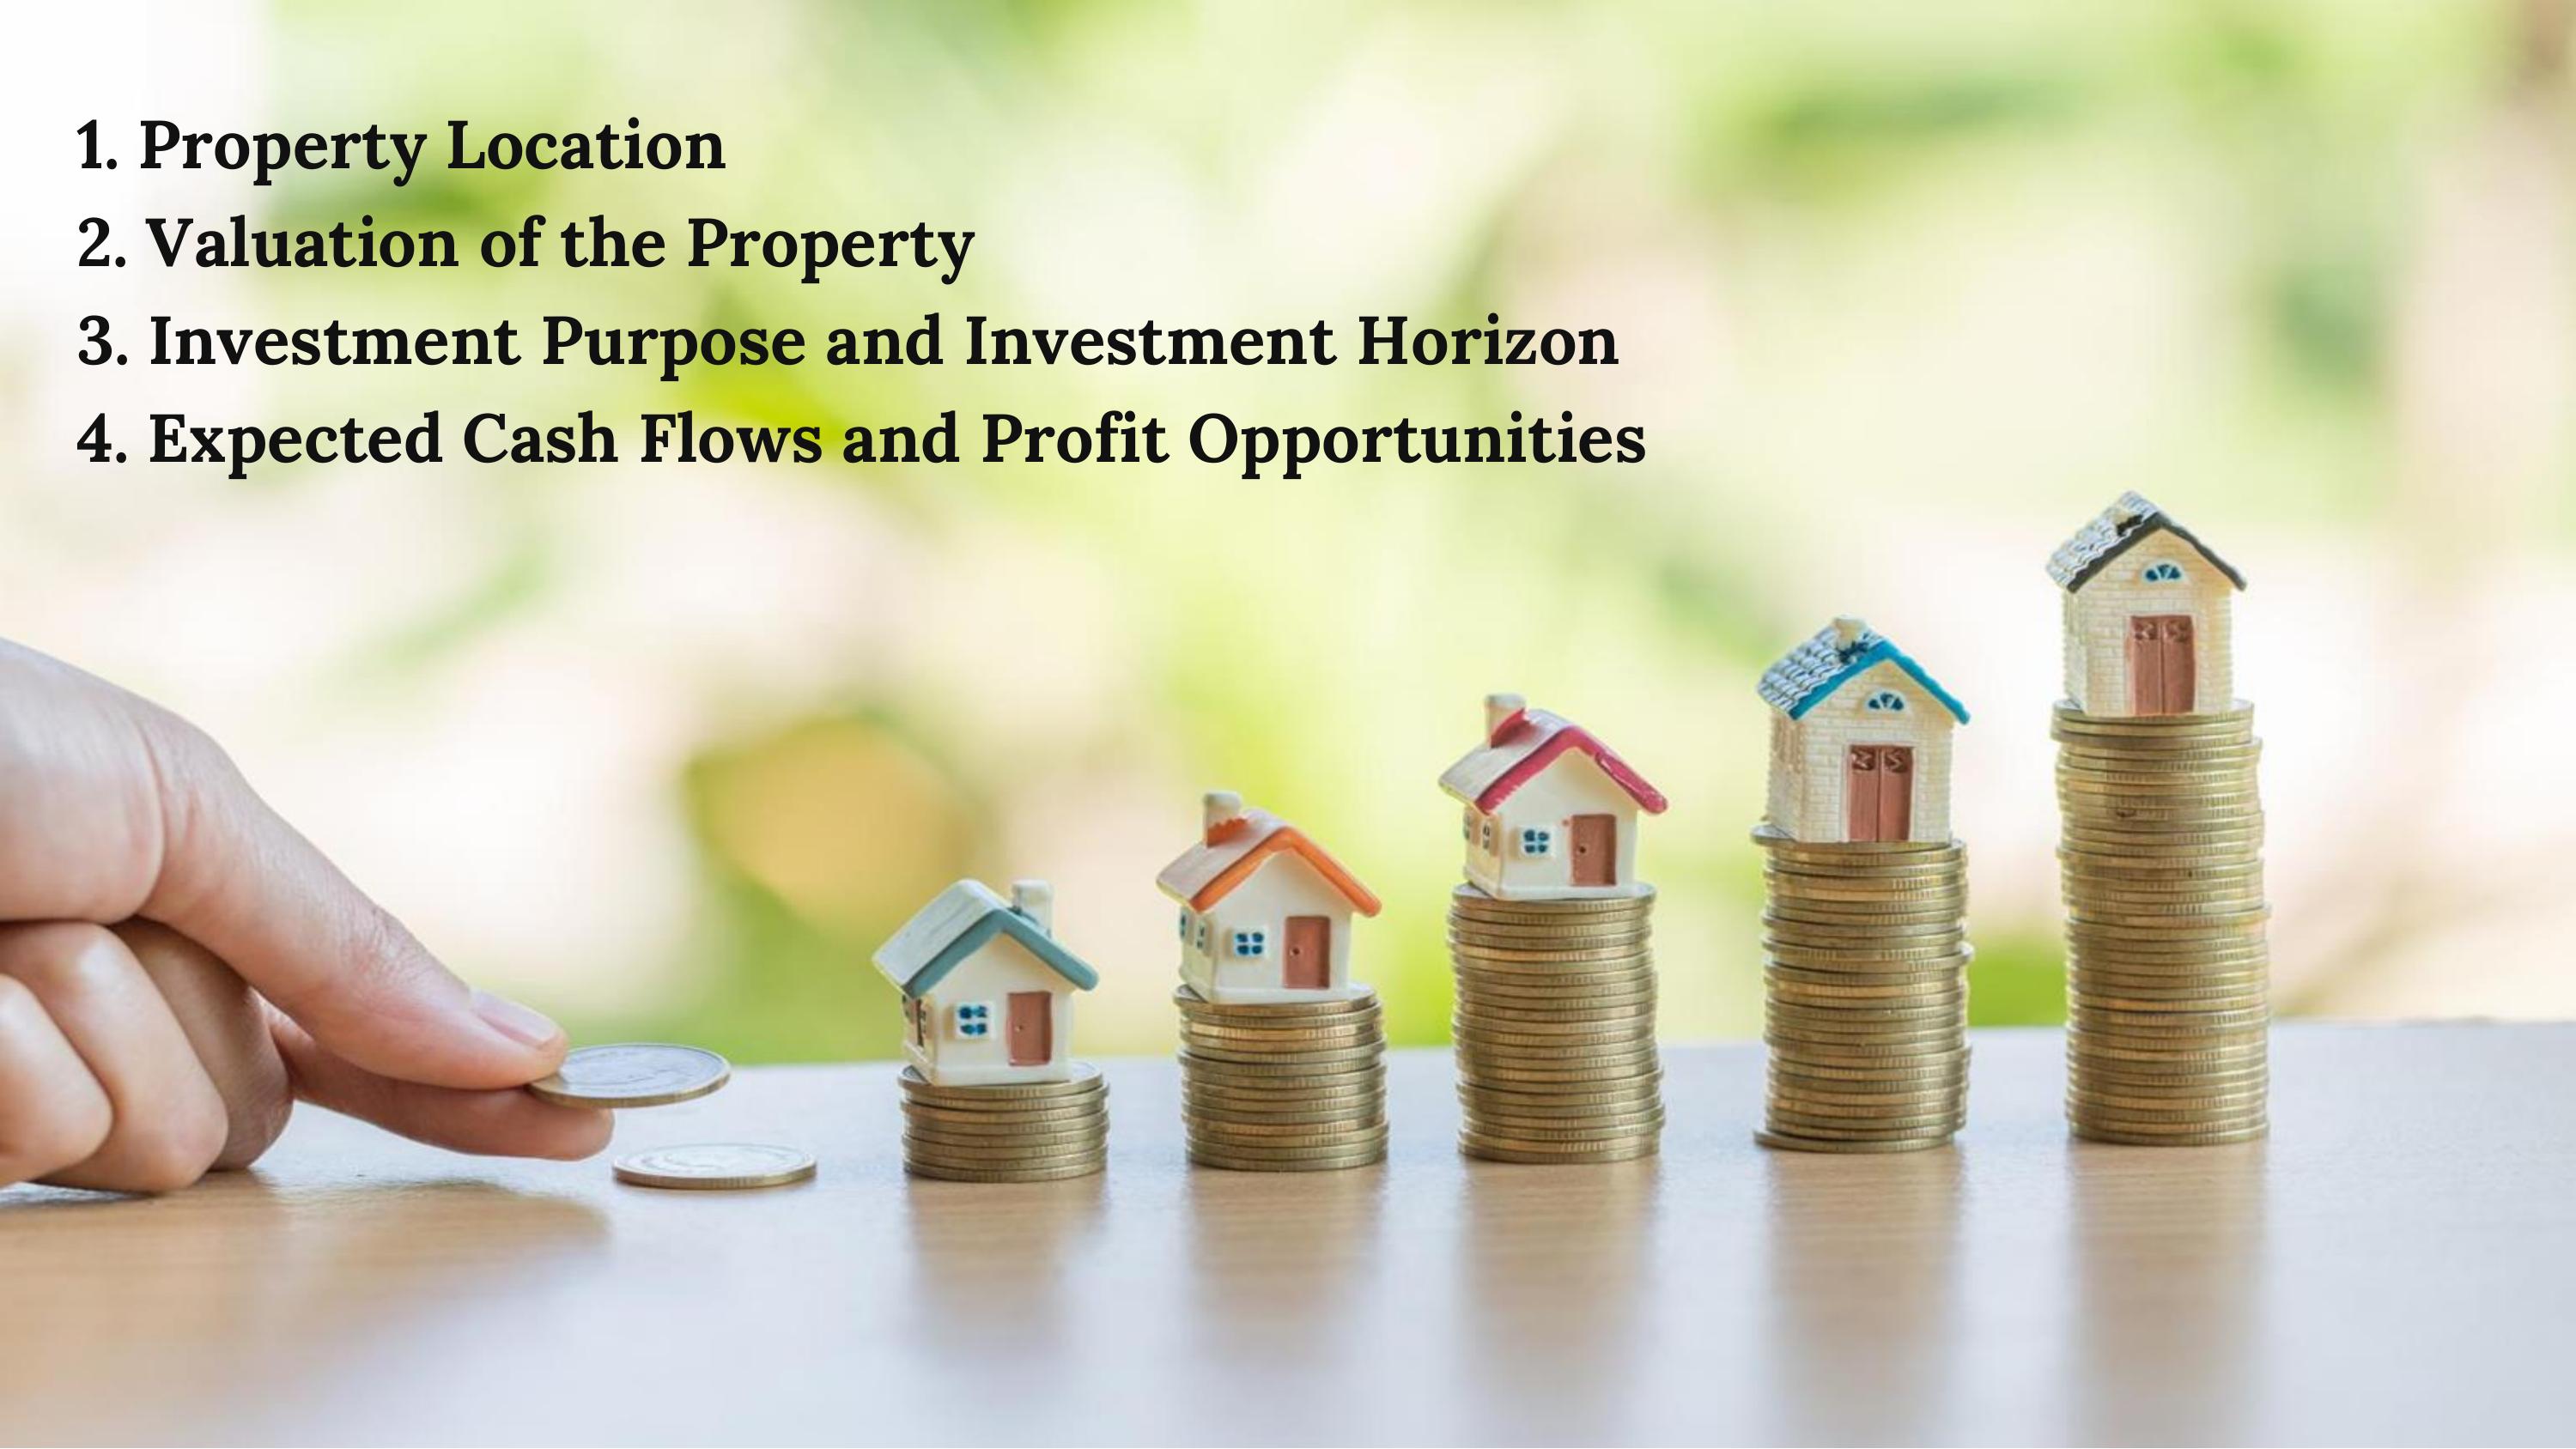 1. Property Location
2. Valuation of the Property
3. Investment Purpose and Investment Horizon
4. Expected Cash Flows and Profit Opportunities